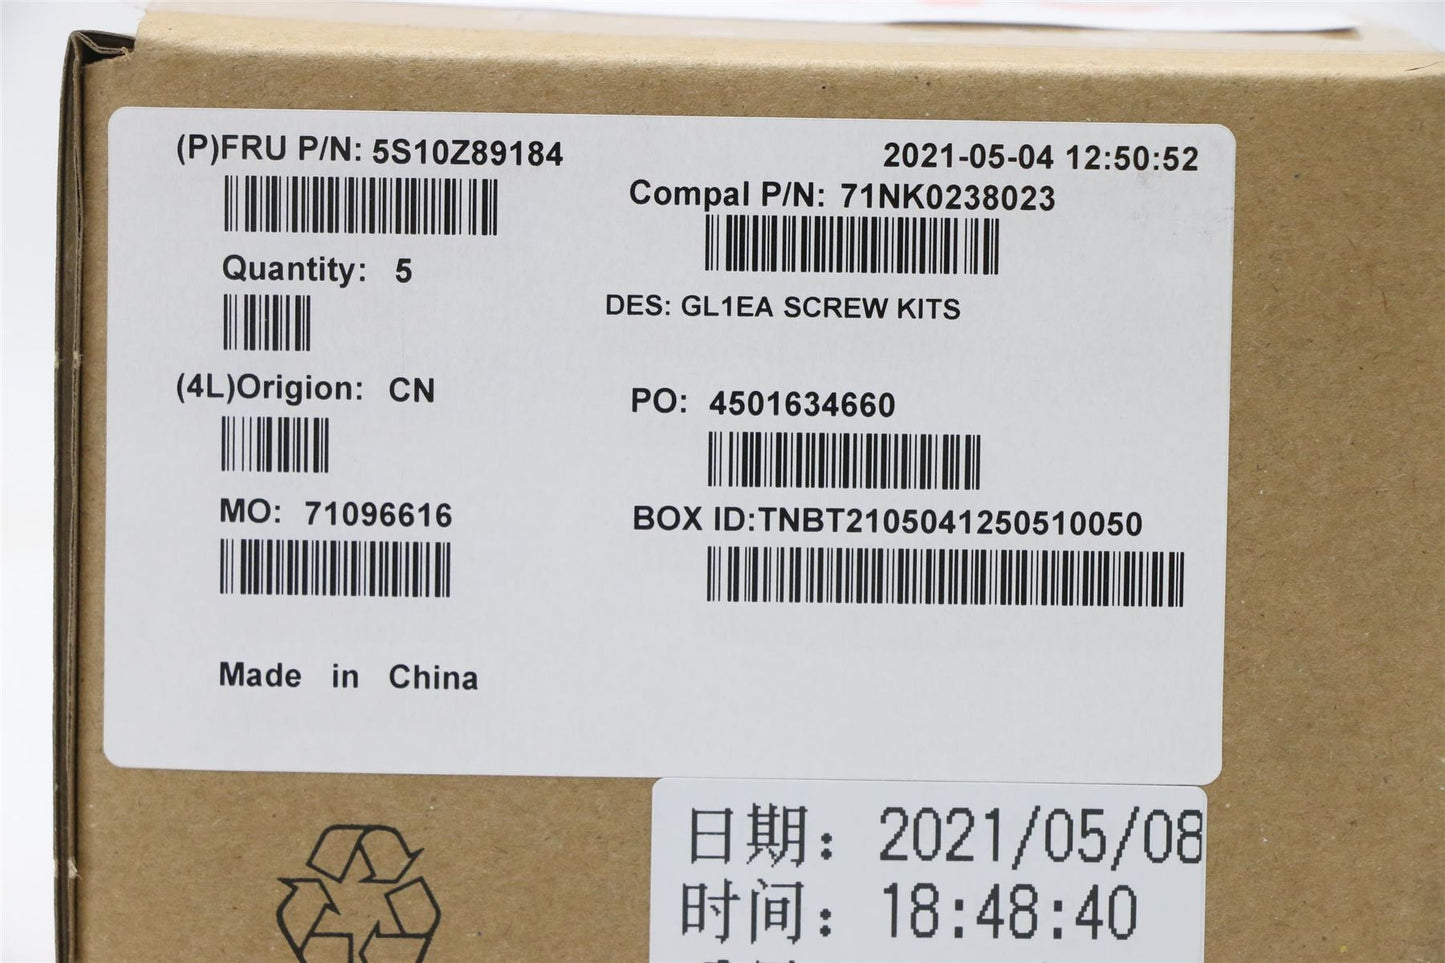 (P)FRU P/N: 5S10Z89184
2021-05-04 12:50:52
Compal P/N: 71NK0238023
Quantity: 5
DES: GL1EA SCREW KITS
(4L)Origion: CN
PO: 4501634660
MO: 71096616
BOX ID:TNBT2105041250510050
Made in China
日期: 2021/05/08
时间: 18:48:40